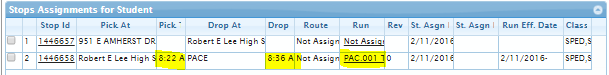 Stops Assignments for Student
Stop Id Pick At Pick Drop At Drop Route Run Rev St. Asgn St. Asgn Run Eff. Date Class
1 1446657 951 E AMHERST DR Robert E Lee High S Not Assign Not Assign 2/11/2016 SPED,S
2 1446658 Robert E Lee High S 8:22 A PACE 8:36 A Not Assign PAC.001 T 0 2/11/2016 2/11/2016- SPED,S